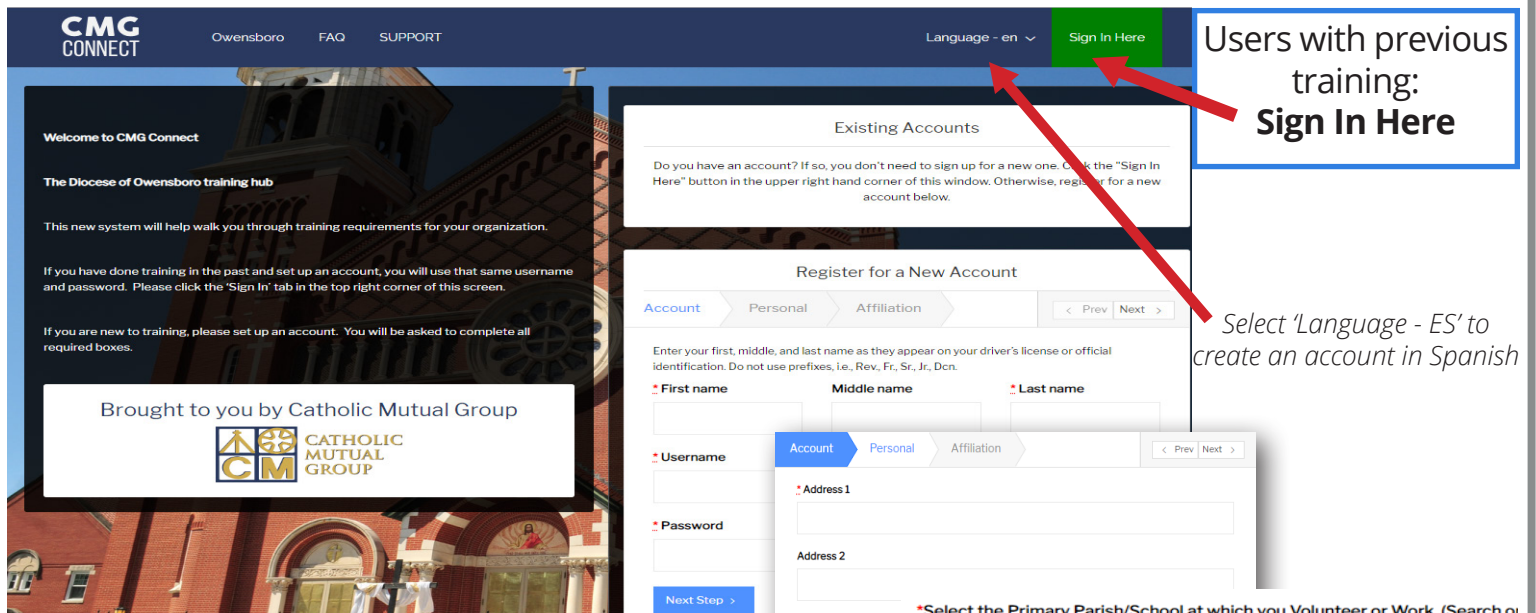 CMG
CONNECT
Owensboro FAQ SUPPORT
Language - en
Sign In Here
Users with previous
training:
Sign In Here
Welcome to CMG Connect
The Diocese of Owensboro training hub
This new system will help walk you through training requirements for your organization.
If you have done training in the past and set up an account, you will use that same username
and password. Please click the 'Sign In' tab in the top right corner of this screen.
If you are new to training, please set up an account. You will be asked to complete all
required boxes.
Brought to you by Catholic Mutual Group
A C M
CATHOLIC
MUTUAL
GROUP
Existing Accounts
Do you have an account? If so, you don't need to sign up for a new one. the "Sign In
Here" button in the upper right hand corner of this window. Otherwise, for a new
account below.
Register for a New Account
Account Personal Affiliation < Prev Next >
Enter your first, middle, and last name as they appear on your driver's license or official
identification. Do not use prefixes, i.e., Rev., Fr., Sr., Jr., Dcn.
* First name Middle name * Last name
* Username
* Password
Next Step >
Select 'Language - ES' to
create an account in Spanish
Account Personal Affiliation < Prev Next >
* Address 1
Address 2
*Select the Primary Parish/School at which you Volunteer or Work. (Search